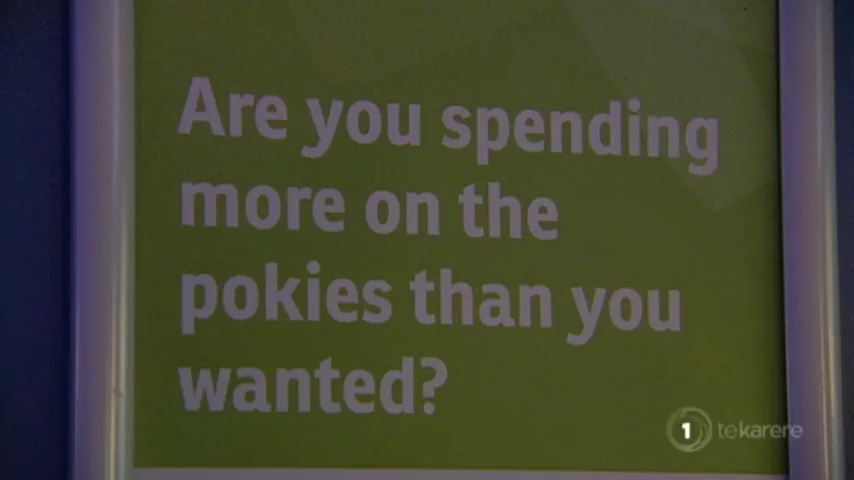 Are you spending
more on the
pokies than you
wanted?
1 tekarere